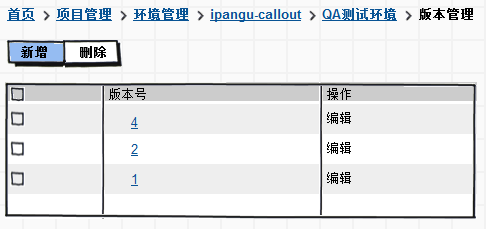 首页 > 项目管理 > 环境管理 > ipangu-callout > QA测试环境 > 版本管理
新增 删除
版本号 操作
4 编辑
2 编辑
1 编辑